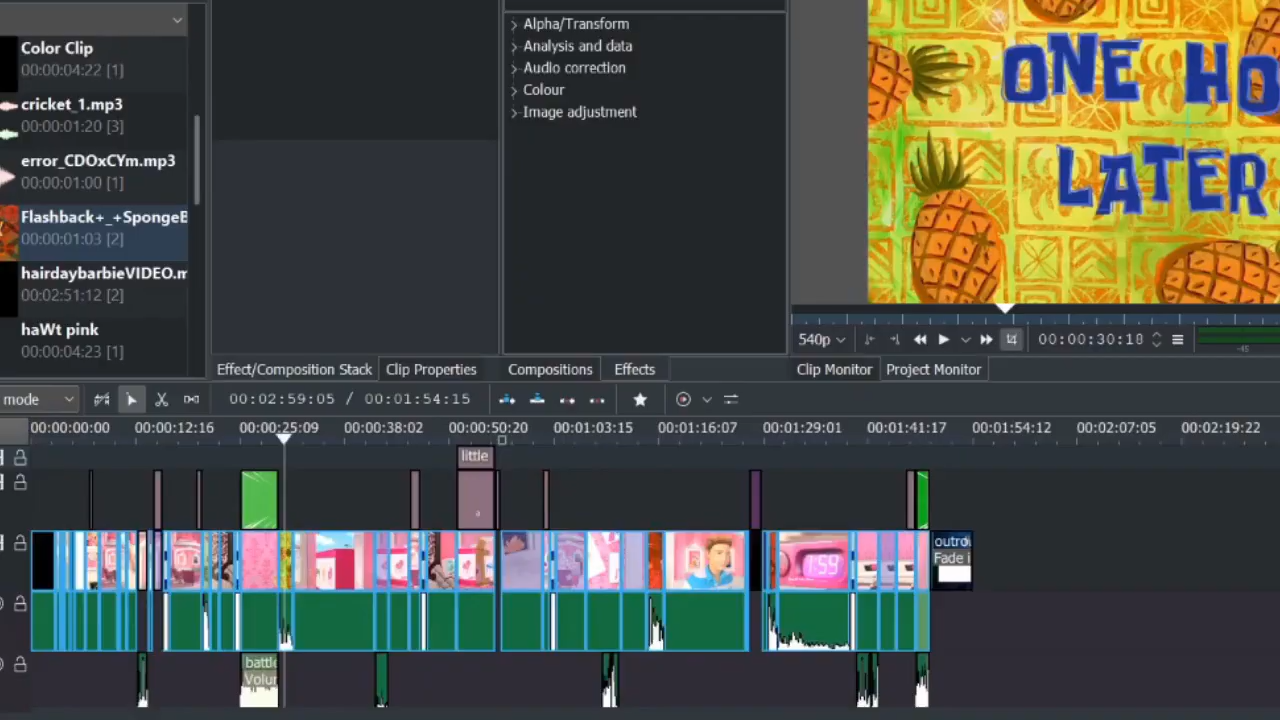 Color Clip
00:00:04:22 [1]
cricket_1.mp3
00:00:01:20 [3]
error_CDOxCYm.mp3
00:00:01:00 [1]
Flashback+_+SpongeB
00:00:01:03 [2]
hairdaybarbieVIDEO.m
00:02:51:12 [2]
haWt pink
00:00:04:23 [1]
Alpha/Transform
Analysis and data
Audio correction
Colour
Image adjustment
ONE HO
LATER
540p
00:00:30:18
-45
Effect/Composition Stack
Clip Properties
Compositions
Effects
Clip Monitor
Project Monitor
mode
00:02:59:05 / 00:01:54:15
00:00:00:00
00:00:12:16
00:00:25:09
00:00:38:02
00:00:50:20
00:01:03:15
00:01:16:07
00:01:29:01
00:01:41:17
00:01:54:12
00:02:07:05
00:02:19:22
little
1:59
outro
Fade i
battle
Volu